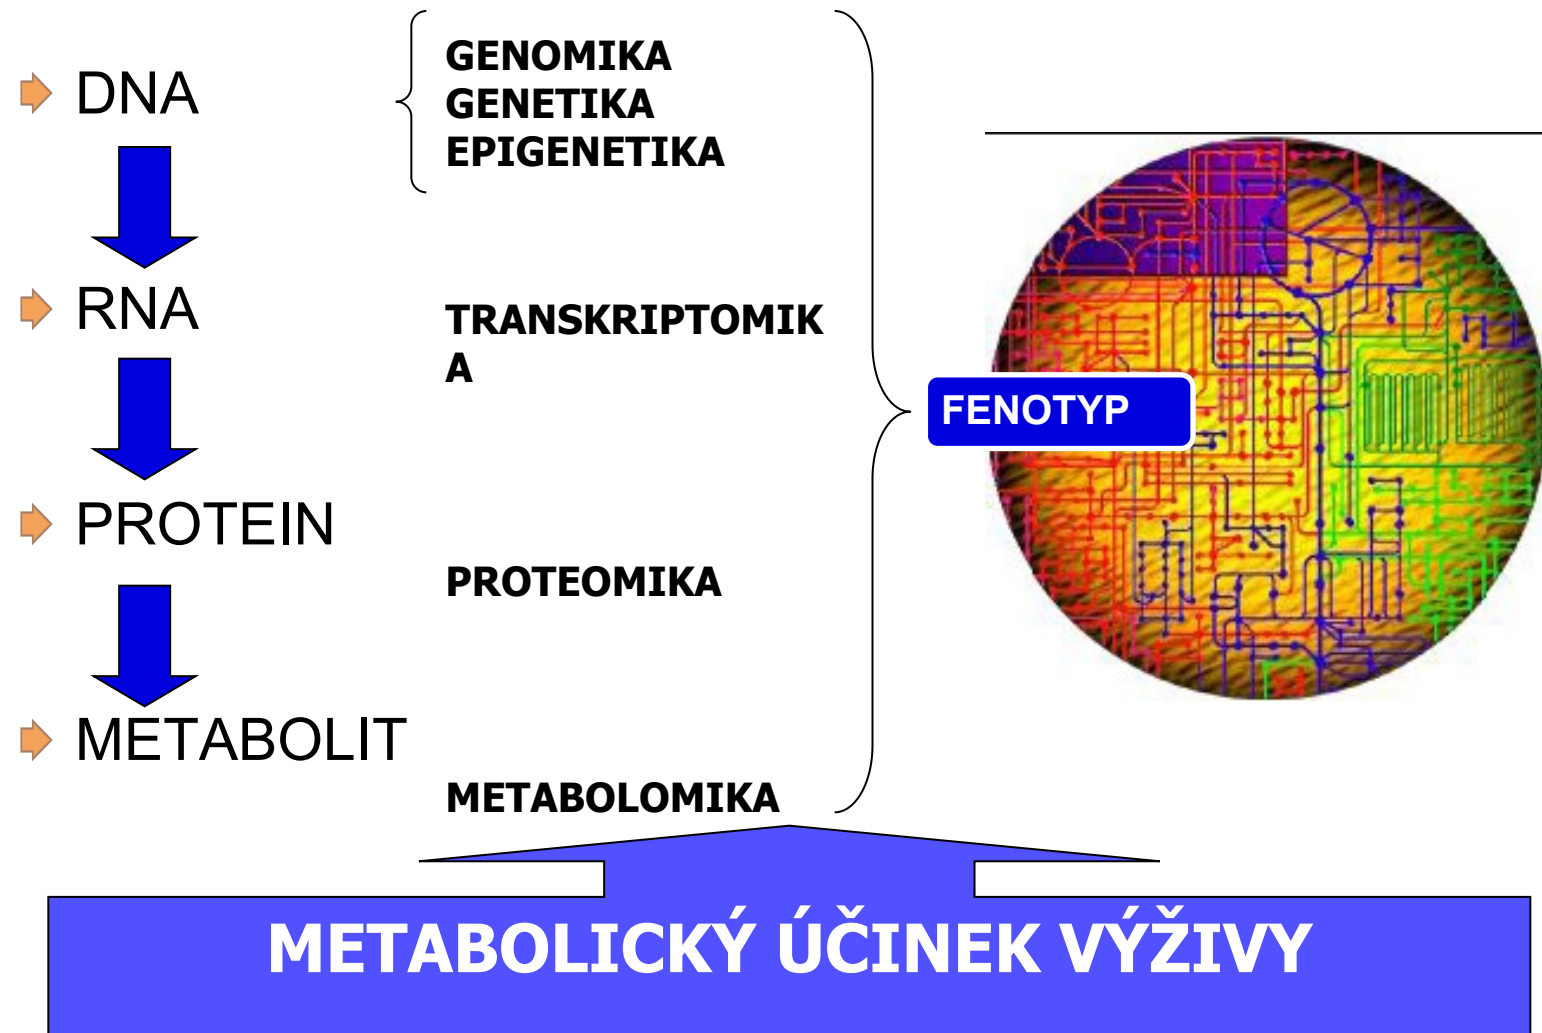 DNA
GENOMIKA
GENETIKA
EPIGENETIKA
RNA
TRANSKRIPTOMIK
A
FENOTYP
PROTEIN
PROTEOMIKA
METABOLIT
METABOLOMIKA
METABOLICKÝ ÚČINEK VÝŽIVY